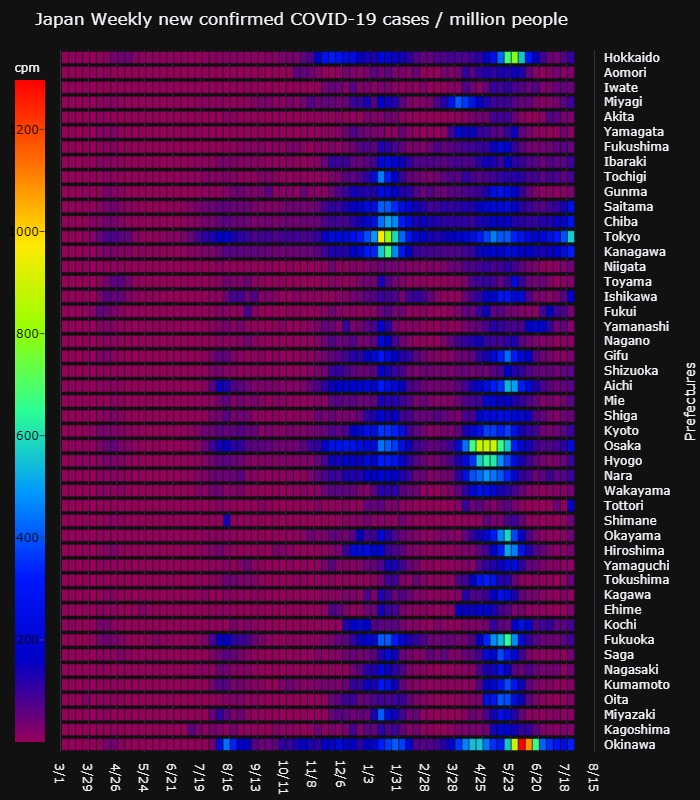 Japan Weekly new confirmed COVID-19 cases / million people
cpm
1200
1000
800
600
400
200
Hokkaido
Aomori
Iwate
Miyagi
Akita
Yamagata
Fukushima
Ibaraki
Tochigi
Gunma
Saitama
Chiba
Tokyo
Kanagawa
Niigata
Toyama
Ishikawa
Fukui
Yamanashi
Nagano
Gifu
Shizuoka
Aichi
Mie
Shiga
Kyoto
Osaka
Hyogo
Nara
Wakayama
Tottori
Shimane
Okayama
Hiroshima
Yamaguchi
Tokushima
Kagawa
Ehime
Kochi
Fukuoka
Saga
Nagasaki
Kumamoto
Oita
Miyazaki
Kagoshima
Okinawa
Prefectures
3/1
3/29
4/26
5/24
6/21
7/19
8/16
9/13
10/11
11/8
12/6
1/3
1/31
2/28
3/28
4/25
5/23
6/20
7/18
8/15